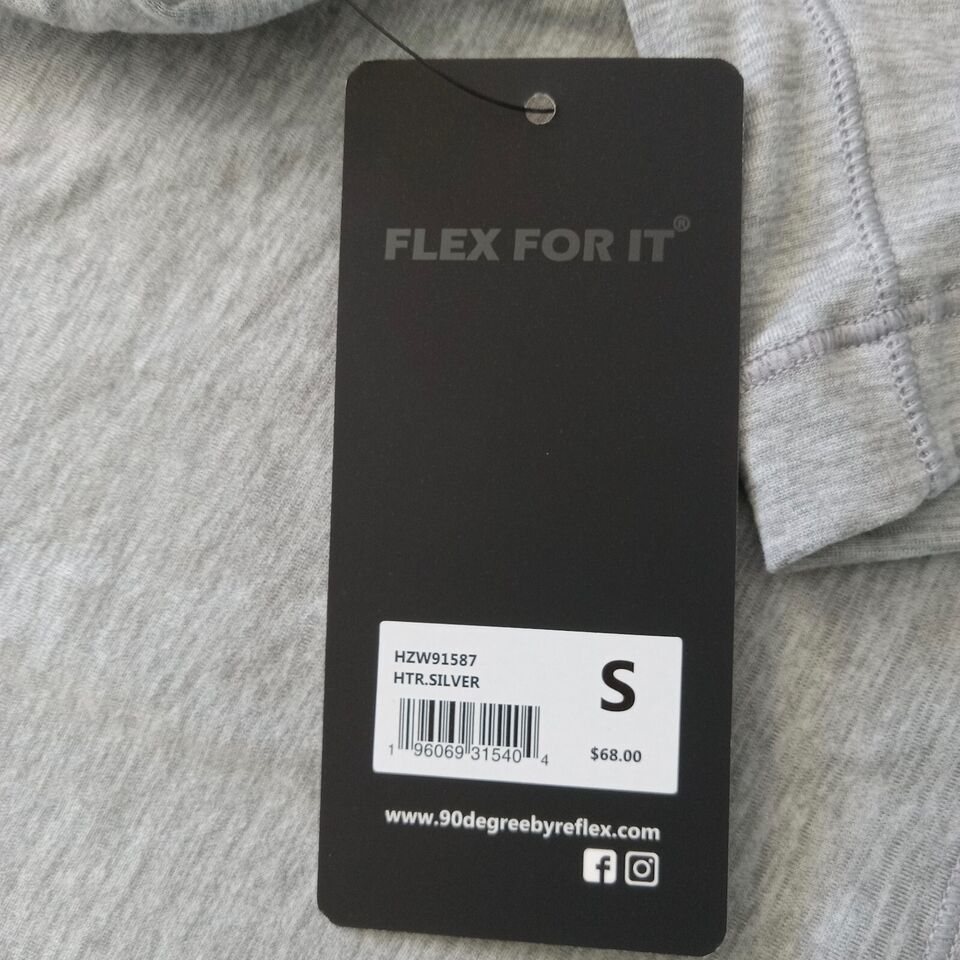 FLEX FOR IT®
HZW91587
HTR.SILVER
S
1 96069 31540 4
$68.00
www.90degreebyreflex.com